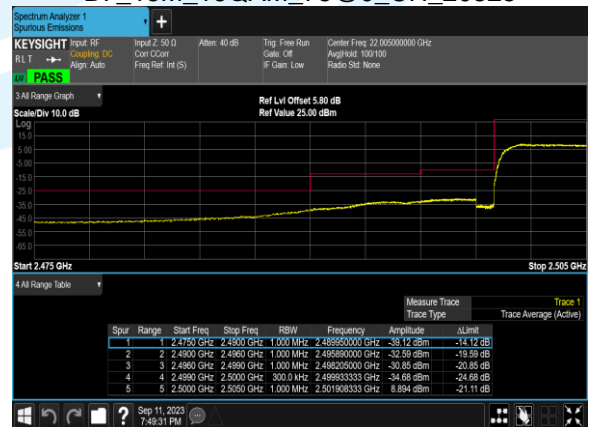 Spectrum Analyzer 1
Spurious Emissions
KEYSIGHT Input: RF Input Z: 50 Ω Atten: 40 dB Trig: Free Run Center Freq: 22.005000000 GHz
RLT Coupling: DC Corr CCorr Gate: Off Avg|Hold: 100/100
Align: Auto Freq Ref: Int (S) IF Gain: Low Radio Std: None
LV PASS
3 All Range Graph
Ref Lvl Offset 5.80 dB
Scale/Div 10.0 dB Ref Value 25.00 dBm
Log
15.0
5.00
-5.00
-15.0
-25.0
-35.0
-45.0
-55.0
-65.0
Start 2.475 GHz Stop 2.505 GHz
4 All Range Table
Measure Trace Trace 1
Trace Type Trace Average (Active)
Spur Range Start Freq Stop Freq RBW Frequency Amplitude ΔLimit
1 1 2.4750 GHz 2.4900 GHz 1.000 MHz 2.489950000 GHz -39.12 dBm -14.12 dB
2 2 2.4900 GHz 2.4960 GHz 1.000 MHz 2.495890000 GHz -32.59 dBm -19.59 dB
3 3 2.4960 GHz 2.4990 GHz 1.000 MHz 2.498205000 GHz -30.85 dBm -20.85 dB
4 4 2.4990 GHz 2.5000 GHz 300.0 kHz 2.499933333 GHz -34.68 dBm -24.68 dB
5 5 2.5000 GHz 2.5050 GHz 1.000 MHz 2.501908333 GHz 8.894 dBm -21.11 dB
? Sep 11, 2023
7:49:31 PM